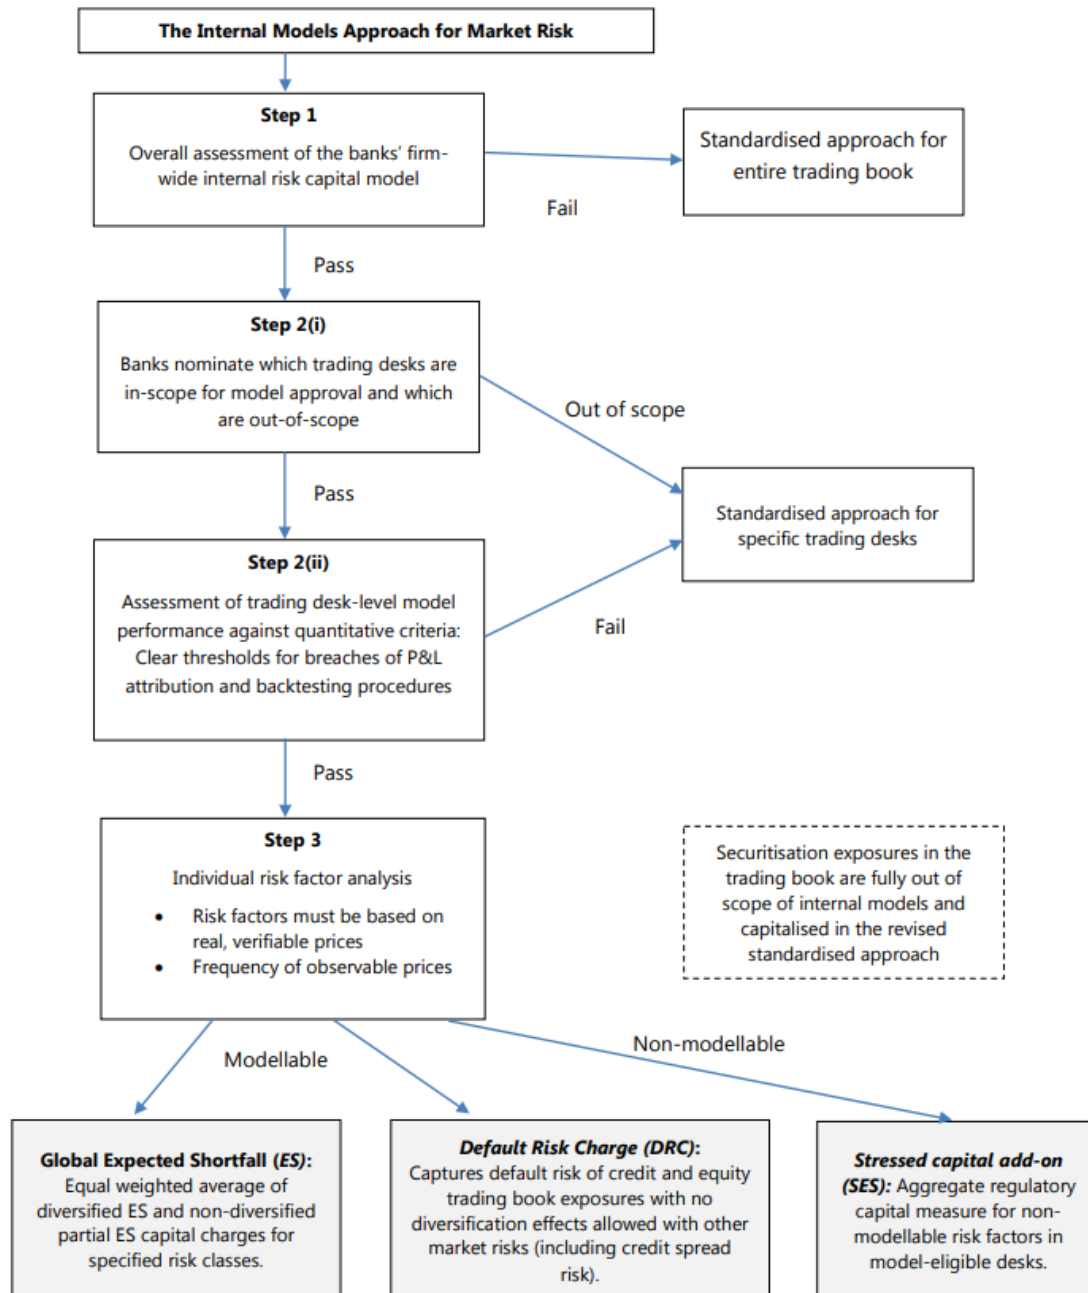 The Internal Models Approach for Market Risk
Step 1
Overall assessment of the banks' firm-
wide internal risk capital model
Standardised approach for
entire trading book
Fail
Pass
Step 2(i)
Banks nominate which trading desks are
in-scope for model approval and which
are out-of-scope
Out of scope
Pass
Standardised approach for
specific trading desks
Step 2(ii)
Assessment of trading desk-level model
performance against quantitative criteria:
Clear thresholds for breaches of P&L
attribution and backtesting procedures
Fail
Pass
Step 3
Individual risk factor analysis
• Risk factors must be based on
real, verifiable prices
• Frequency of observable prices
Securitisation exposures in the
trading book are fully out of
scope of internal models and
capitalised in the revised
standardised approach
Modellable
Non-modellable
Global Expected Shortfall (ES):
Equal weighted average of
diversified ES and non-diversified
partial ES capital charges for
specified risk classes.
Default Risk Charge (DRC):
Captures default risk of credit and equity
trading book exposures with no
diversification effects allowed with other
market risks (including credit spread
risk).
Stressed capital add-on
(SES): Aggregate regulatory
capital measure for non-
modellable risk factors in
model-eligible desks.